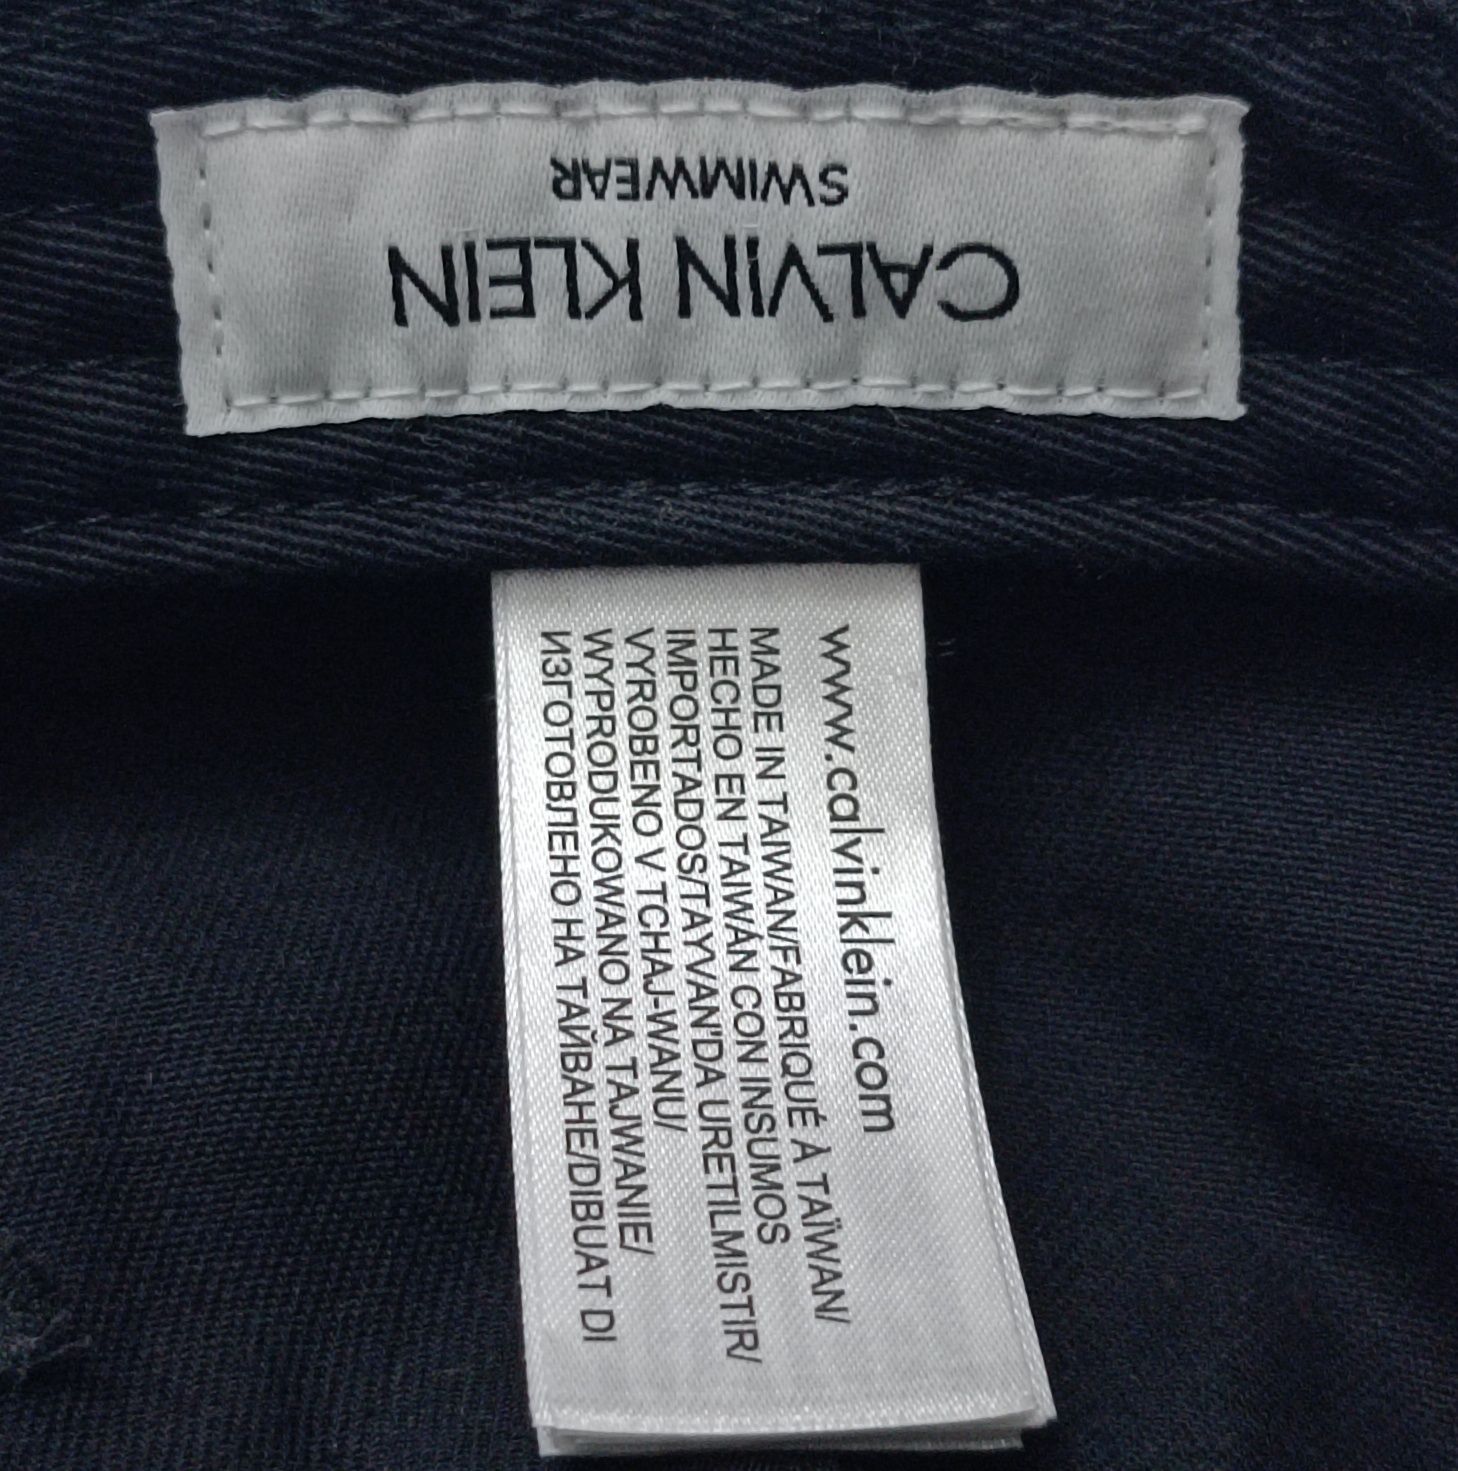 CALVIN KLEIN
SWIMWEAR
www.calvinklein.com
MADE IN TAIWAN/FABRIQUÉ À TAÏWAN/
HECHO EN TAIWÁN CON INSUMOS
IMPORTADOS/TAYVAN'DA URETILMISTIR/
VYROBENO V TCHAJ-WANU/
WYPRODUKOWANO NA TAJWANIE/
ИЗГОТОВЛЕНО НА ТАЙВАНЕ/DIBUAT DI